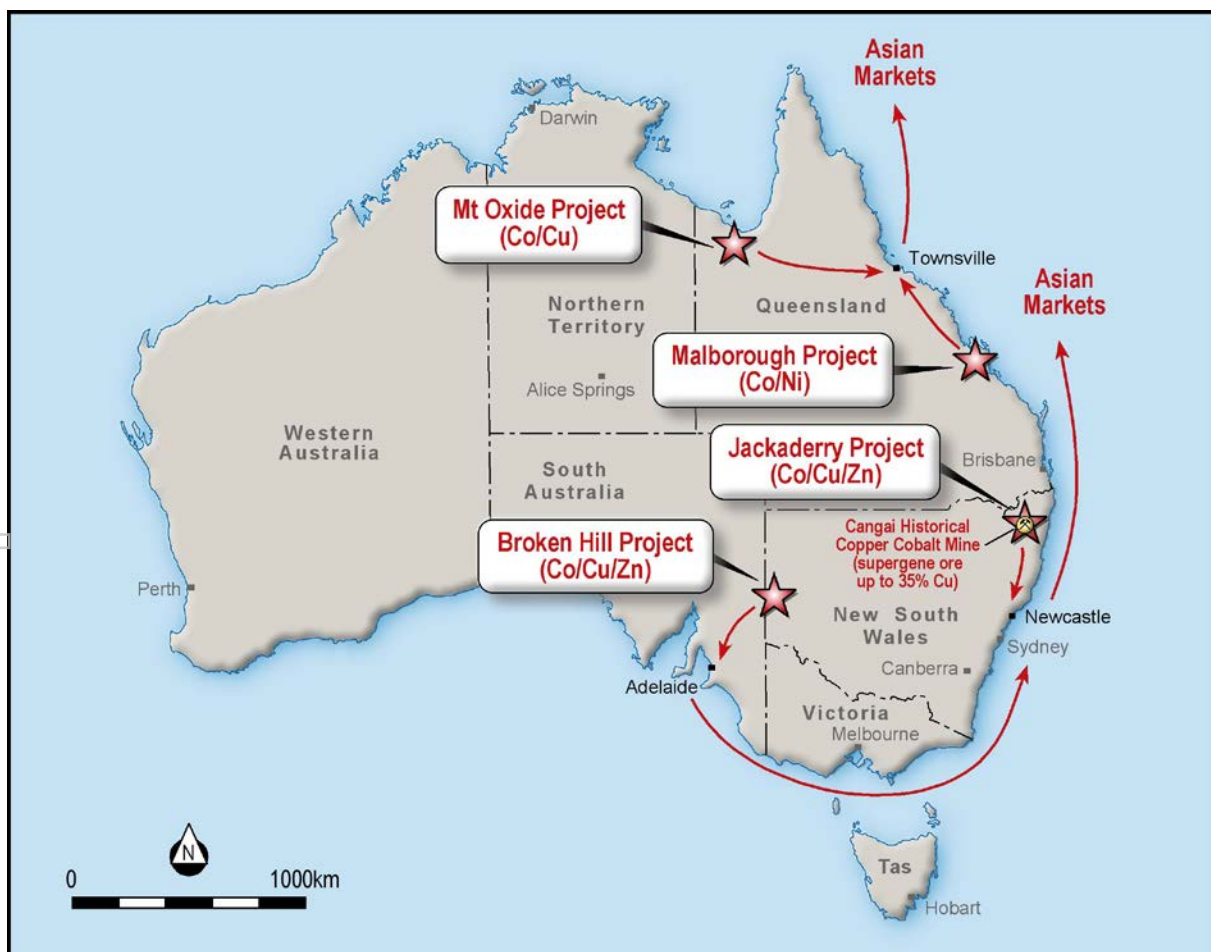 Asian
Markets
Darwin
Mt Oxide Project
(Co/Cu)
Townsville
Asian
Markets
Northern
Territory
Queensland
Malborough Project
(Co/Ni)
Alice Springs
Western
Australia
Jackaderry Project
(Co/Cu/Zn)
Brisbane
South
Australia
Cangai Historical
Copper Cobalt Mine
(supergene ore
up to 35% Cu)
Broken Hill Project
(Co/Cu/Zn)
Perth
New South
Wales
Newcastle
Sydney
Canberra
Adelaide
Victoria
Melbourne
N
0 1000km
Tas
Hobart